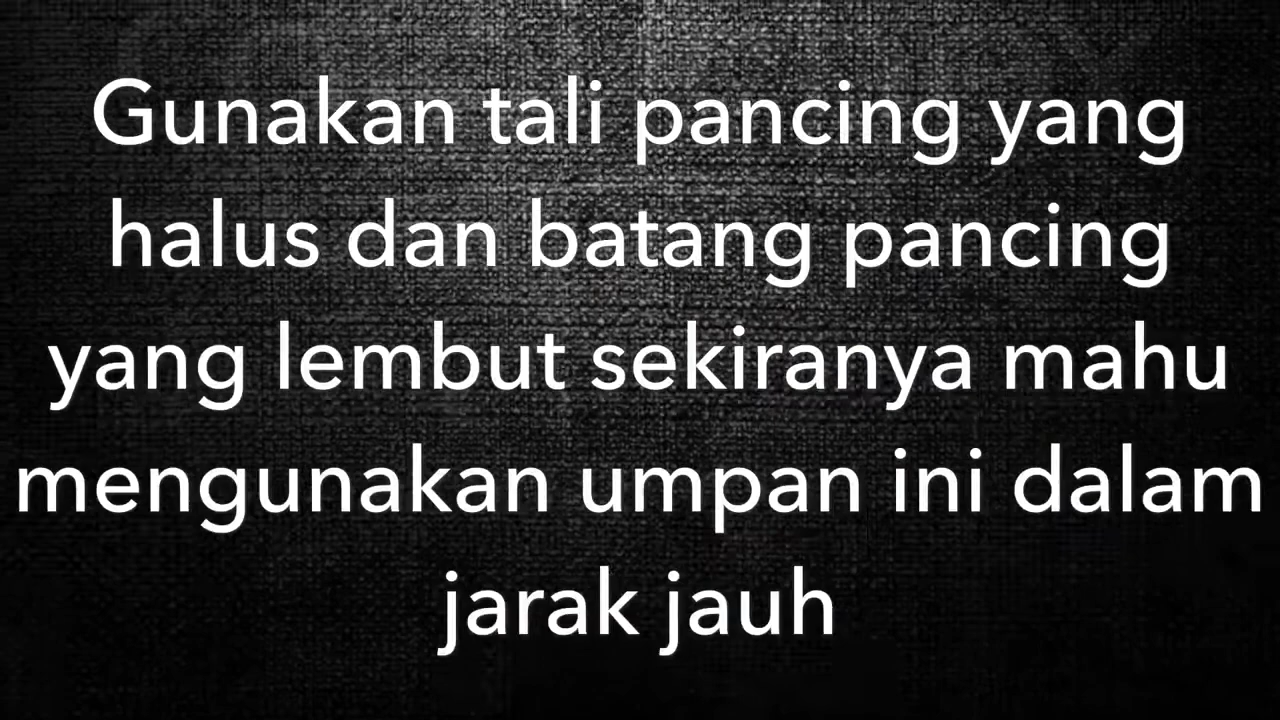 Gunakan tali pancing yang
halus dan batang pancing
yang lembut sekiranya mahu
mengunakan umpan ini dalam
jarak jauh